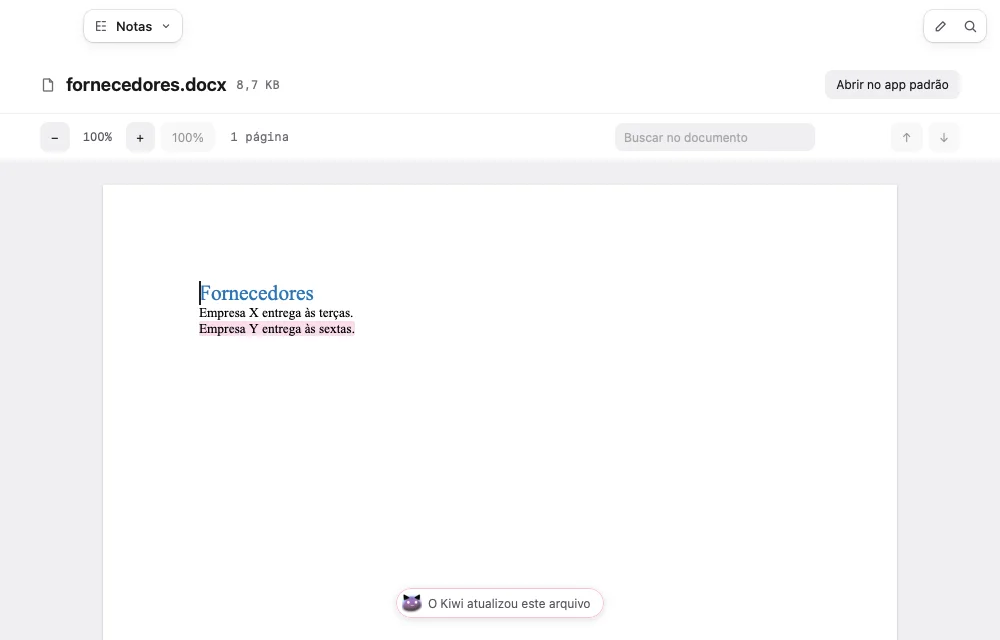 Notas
fornecedores.docx 8,7 KB
Abrir no app padrão
− 100% + 100% 1 página
Buscar no documento
↑ ↓
Fornecedores
Empresa X entrega às terças.
Empresa Y entrega às sextas.
O Kiwi atualizou este arquivo